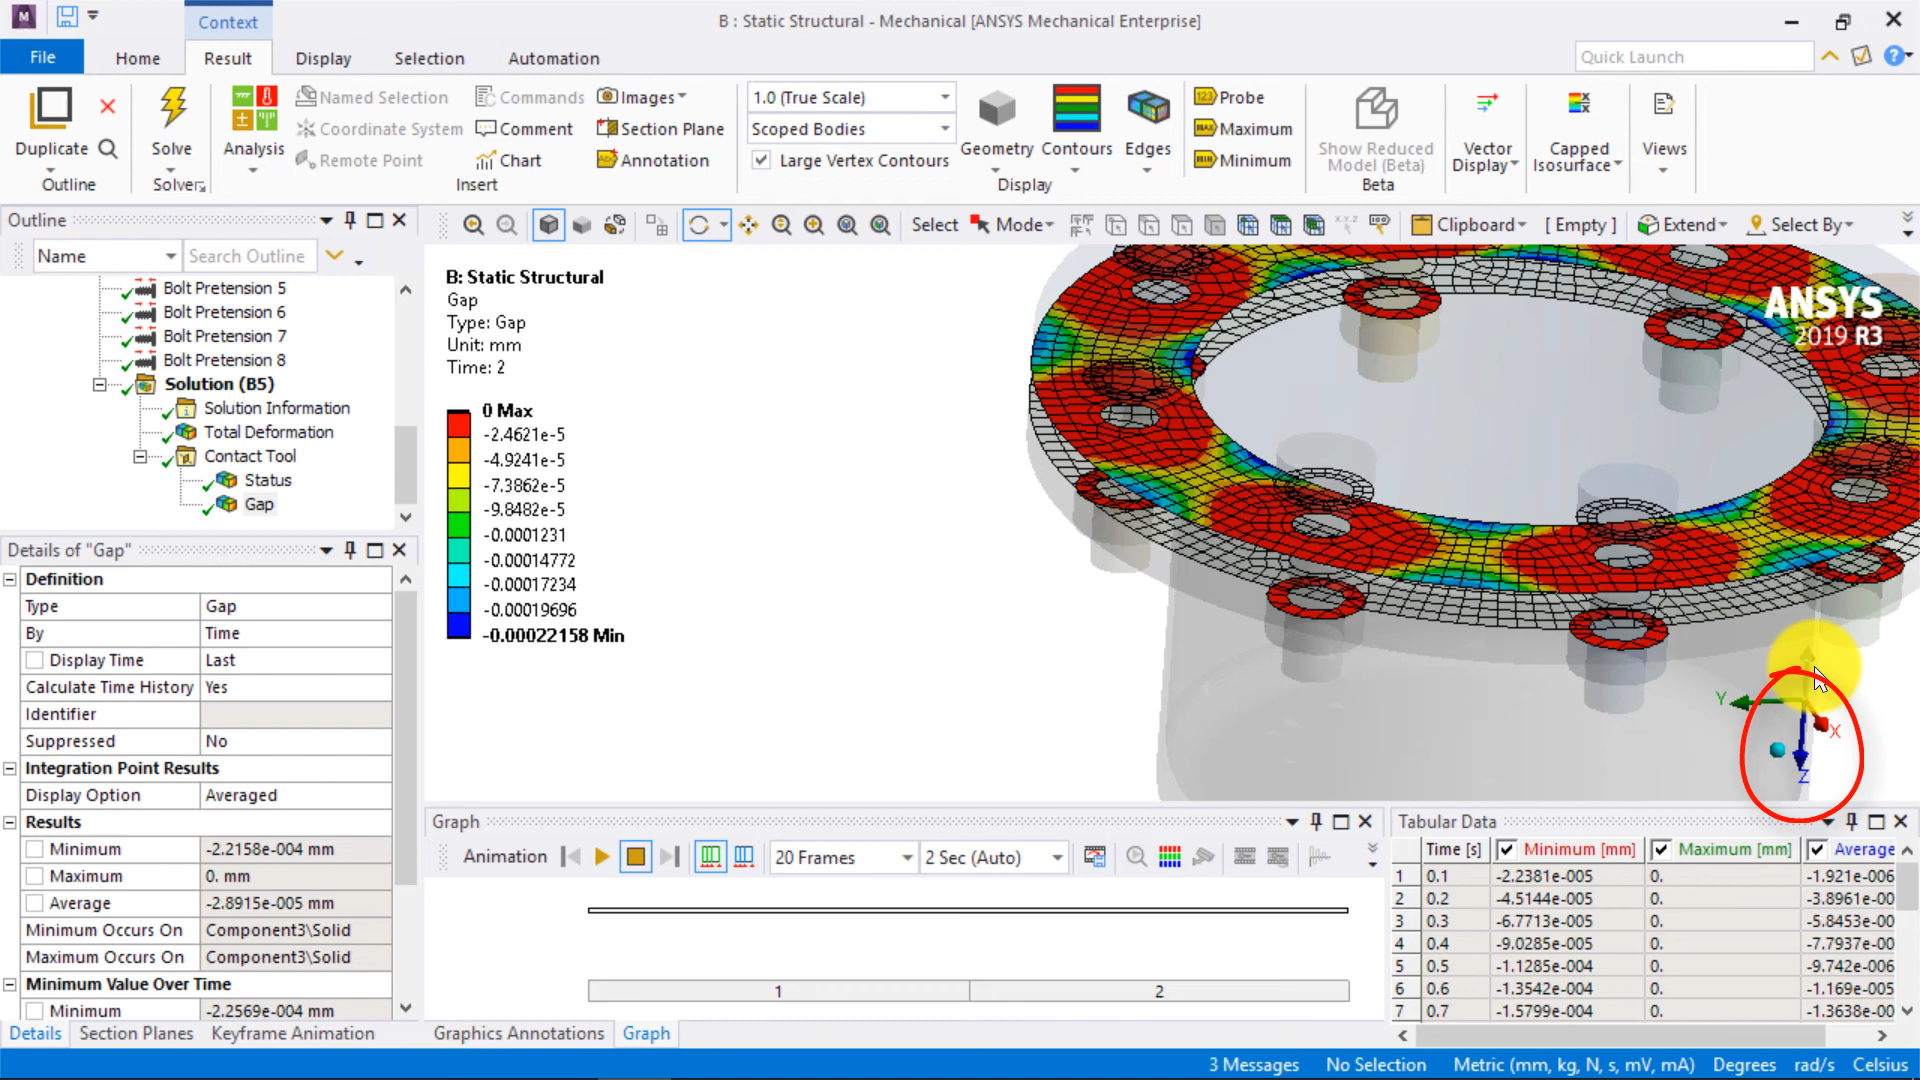 M
Context
B : Static Structural - Mechanical [ANSYS Mechanical Enterprise]
File
Home
Result
Display
Selection
Automation
Quick Launch
Duplicate
Outline
Solve
Solver
Analysis
Named Selection
Coordinate System
Remote Point
Commands
Comment
Chart
Images
Section Plane
Annotation
Insert
1.0 (True Scale)
Scoped Bodies
Large Vertex Contours
Geometry
Contours
Edges
Display
Probe
Maximum
Minimum
Show Reduced
Model (Beta)
Beta
Vector
Display
Capped
Isosurface
Views
Outline
Name
Search Outline
Select
Mode
Clipboard
[ Empty ]
Extend
Select By
Bolt Pretension 5
Bolt Pretension 6
Bolt Pretension 7
Bolt Pretension 8
Solution (B5)
Solution Information
Total Deformation
Contact Tool
Status
Gap
B: Static Structural
Gap
Type: Gap
Unit: mm
Time: 2
0 Max
-2.4621e-5
-4.9241e-5
-7.3862e-5
-9.8482e-5
-0.0001231
-0.00014772
-0.00017234
-0.00019696
-0.00022158 Min
ANSYS
2019 R3
Y
X
Z
Details of "Gap"
Definition
Type Gap
By Time
Display Time Last
Calculate Time History Yes
Identifier
Suppressed No
Integration Point Results
Display Option Averaged
Results
Minimum -2.2158e-004 mm
Maximum 0. mm
Average -2.8915e-005 mm
Minimum Occurs On Component3\Solid
Maximum Occurs On Component3\Solid
Minimum Value Over Time
Minimum -2.2569e-004 mm
Details
Section Planes
Keyframe Animation
Graph
Animation
20 Frames
2 Sec (Auto)
1
2
Graphics Annotations
Graph
Tabular Data
Time [s] Minimum [mm] Maximum [mm] Average
1 0.1 -2.2381e-005 0. -1.921e-006
2 0.2 -4.5144e-005 0. -3.8961e-00
3 0.3 -6.7713e-005 0. -5.8453e-00
4 0.4 -9.0285e-005 0. -7.7937e-00
5 0.5 -1.1285e-004 0. -9.742e-006
6 0.6 -1.3542e-004 0. -1.169e-005
7 0.7 -1.5799e-004 0. -1.3638e-00
3 Messages
No Selection
Metric (mm, kg, N, s, mV, mA)
Degrees
rad/s
Celsius